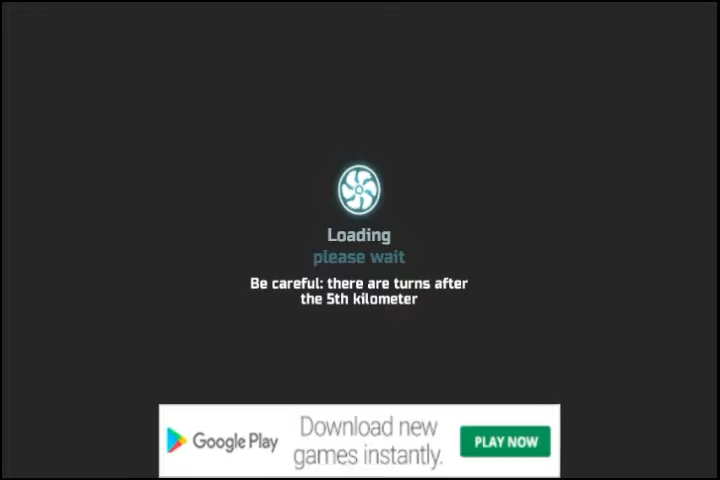 Loading
please wait
Be careful: there are turns after
the 5th kilometer
Google Play
Download new
games instantly.
PLAY NOW